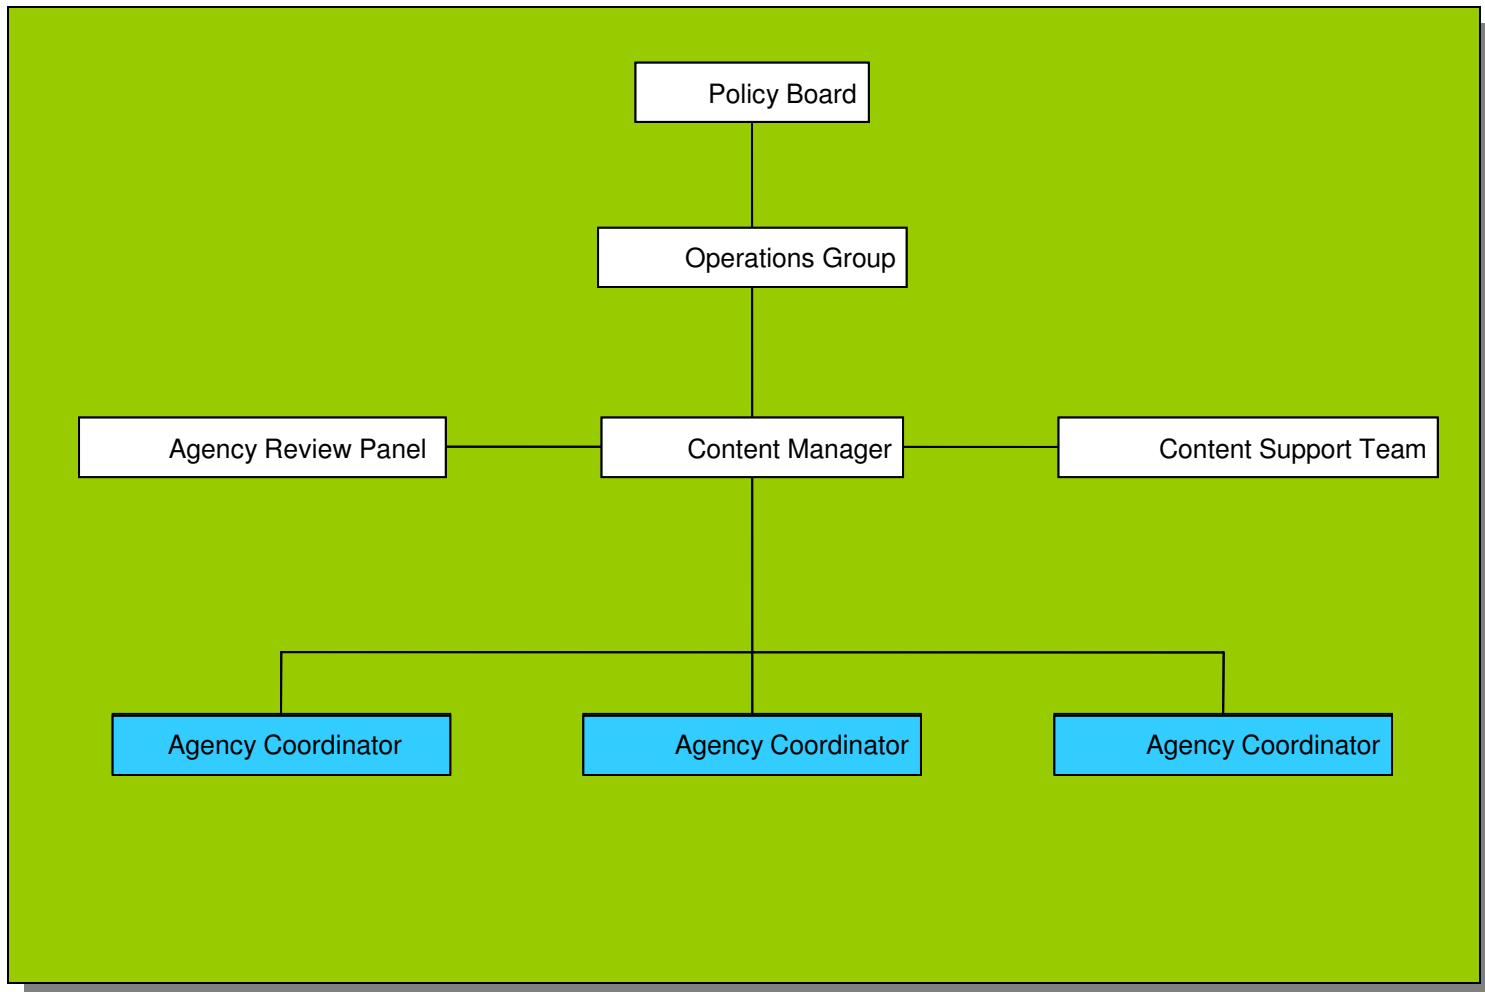 Policy Board
Operations Group
Agency Review Panel
Content Manager
Content Support Team
Agency Coordinator
Agency Coordinator
Agency Coordinator